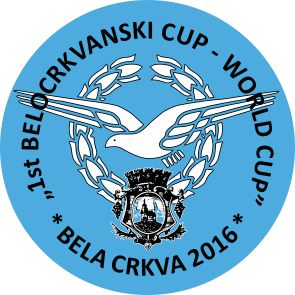 "1st BELOCRKVANSKI CUP - WORLD CUP"
* BELA CRKVA 2016 *